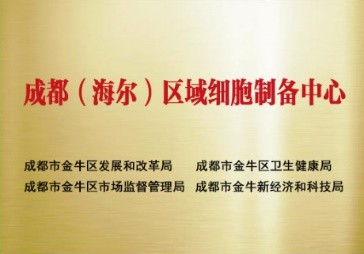 成都（海尔）区域细胞制备中心
成都市金牛区发展和改革局 成都市金牛区卫生健康局
成都市金牛区市场监督管理局 成都市金牛新经济和科技局